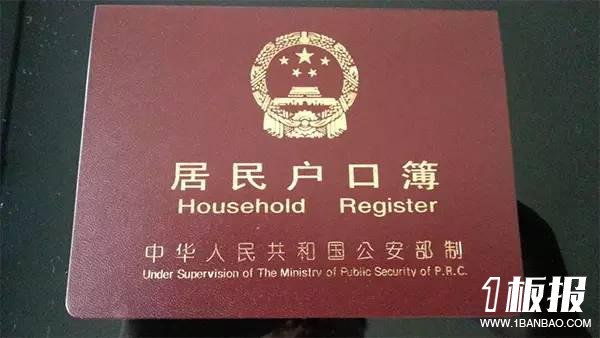 居民户口簿
Household Register
中华人民共和国公安部制
Under Supervision of The Ministry of Public Security of P.R.C.
1板报
WWW.1BANBAO.COM